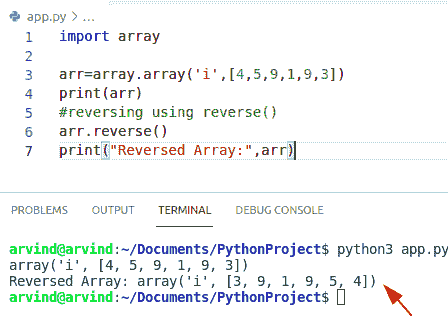 app.py > ...
1 import array
2
3 arr=array.array('i',[4,5,9,1,9,3])
4 print(arr)
5 #reversing using reverse()
6 arr.reverse()
7 print("Reversed Array:",arr)
PROBLEMS OUTPUT TERMINAL DEBUG CONSOLE
arvind@arvind:~/Documents/PythonProject$ python3 app.py
array('i', [4, 5, 9, 1, 9, 3])
Reversed Array: array('i', [3, 9, 1, 9, 5, 4])
arvind@arvind:~/Documents/PythonProject$